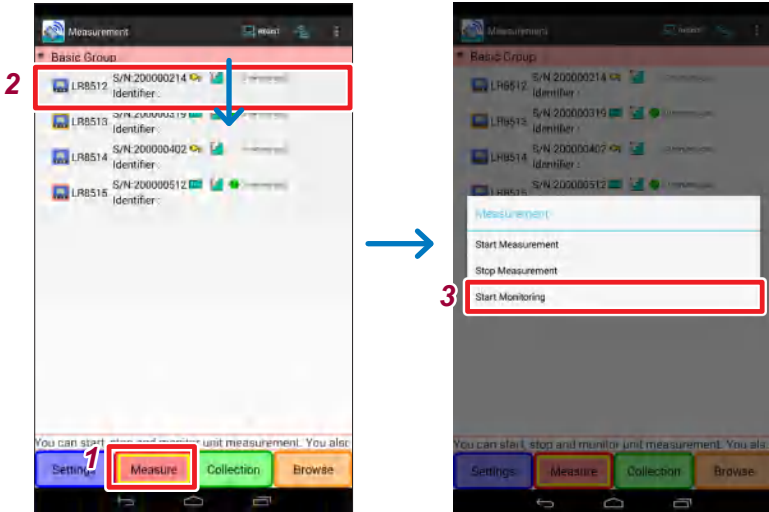 Measurement
Basic Group
2
LR8512 S/N:200000214
Identifier :
LR8513 S/N:200000319
Identifier :
LR8514 S/N:200000402
Identifier :
LR8515 S/N:200000512
Identifier :
You can start, stop and monitor unit measurement. You also
1
Settings Measure Collection Browse
Measurement
Basic Group
LR8512 S/N:200000214
Identifier :
LR8513 S/N:200000319
Identifier :
LR8514 S/N:200000402
Identifier :
LR8515 S/N:200000512
Measurement
Start Measurement
Stop Measurement
3
Start Monitoring
You can start, stop and monitor unit measurement. You als
Settings Measure Collection Browse